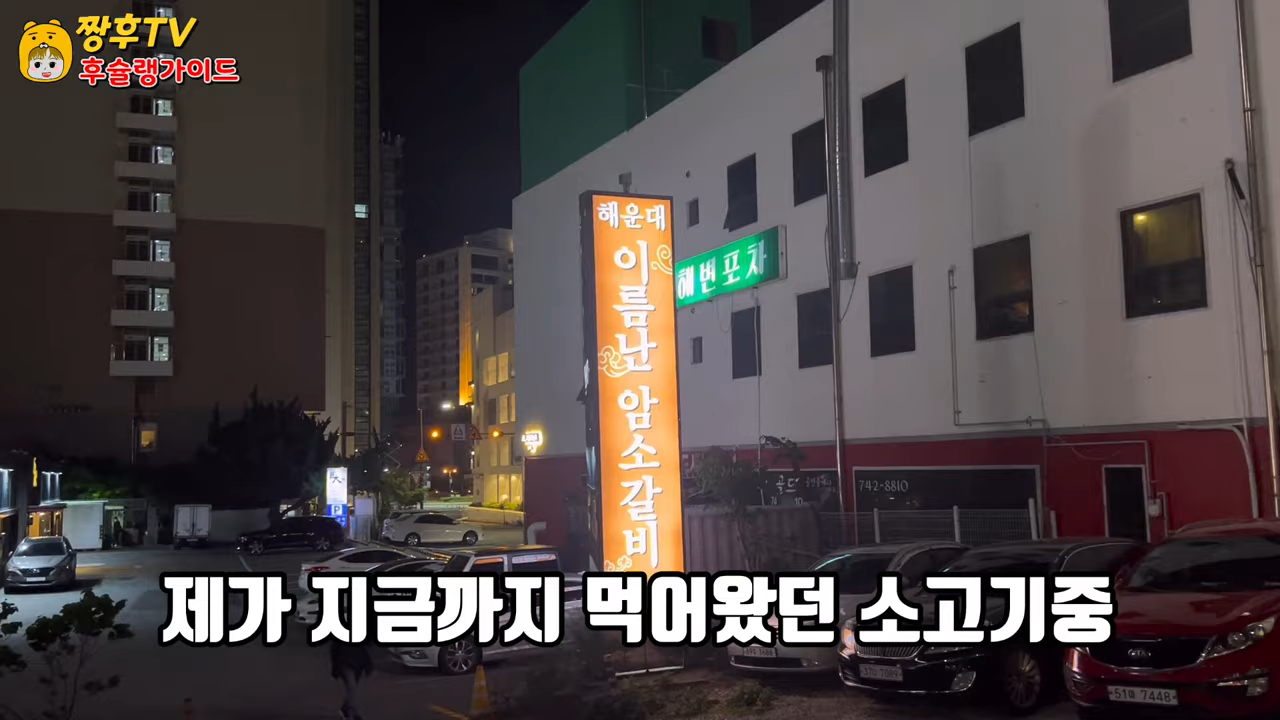 짱후TV
후슐랭가이드
해운대
이름난 암소갈비
해변포차
742-8810
P
51더 7448
제가 지금까지 먹어왔던 소고기중